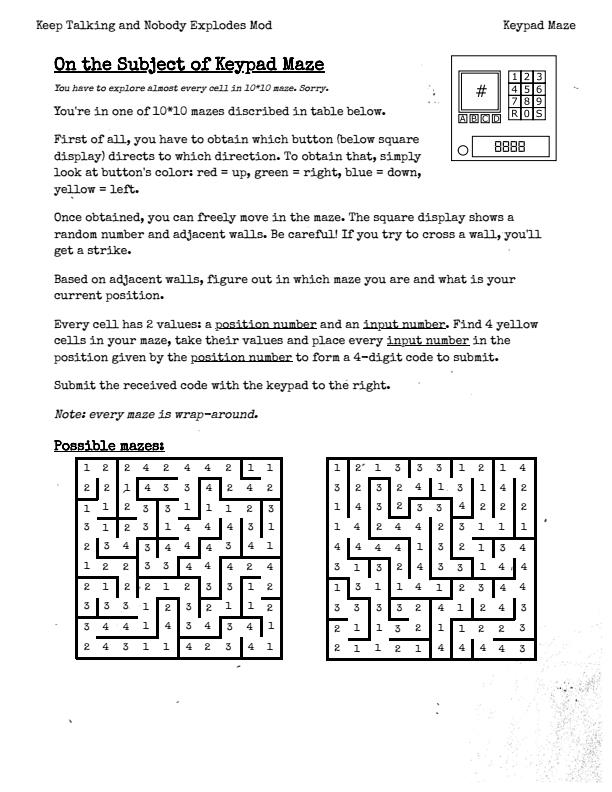 Keep Talking and Nobody Explodes Mod Keypad Maze
On the Subject of Keypad Maze
You have to explore almost every cell in 10*10 maze. Sorry.
You're in one of 10*10 mazes discribed in table below.
First of all, you have to obtain which button (below square
display) directs to which direction. To obtain that, simply
look at button's color: red = up, green = right, blue = down,
yellow = left.
#
1 2 3
4 5 6
7 8 9
R 0 S
A B C D
8888
Once obtained, you can freely move in the maze. The square display shows a
random number and adjacent walls. Be careful! If you try to cross a wall, you'll
get a strike.
Based on adjacent walls, figure out in which maze you are and what is your
current position.
Every cell has 2 values: a position number and an input number. Find 4 yellow
cells in your maze, take their values and place every input number in the
position given by the position number to form a 4-digit code to submit.
Submit the received code with the keypad to the right.
Note: every maze is wrap-around.
Possible mazes:
1 2 2 4 2 4 4 2 1 1
2 2 1 4 3 3 4 2 4 2
1 1 2 3 3 1 1 1 2 3
3 1 2 3 1 4 4 4 3 1
2 3 4 3 4 4 4 3 4 1
1 2 2 3 3 4 4 4 2 4
2 1 2 2 1 2 3 3 1 2
3 3 3 1 2 3 2 1 1 2
3 4 4 1 4 3 4 3 4 1
2 4 3 1 1 4 2 3 4 1
1 2 1 3 3 3 1 2 1 4
3 2 3 2 4 1 3 1 4 2
1 4 3 2 3 3 4 2 2 2
1 4 2 4 4 2 3 1 1 1
4 4 4 4 1 3 2 1 3 4
3 1 3 2 4 3 3 1 4 4
1 3 1 1 4 1 2 3 4 4
3 3 3 3 2 4 1 2 4 3
2 1 1 3 2 1 1 2 2 3
2 1 1 2 1 4 4 4 4 3